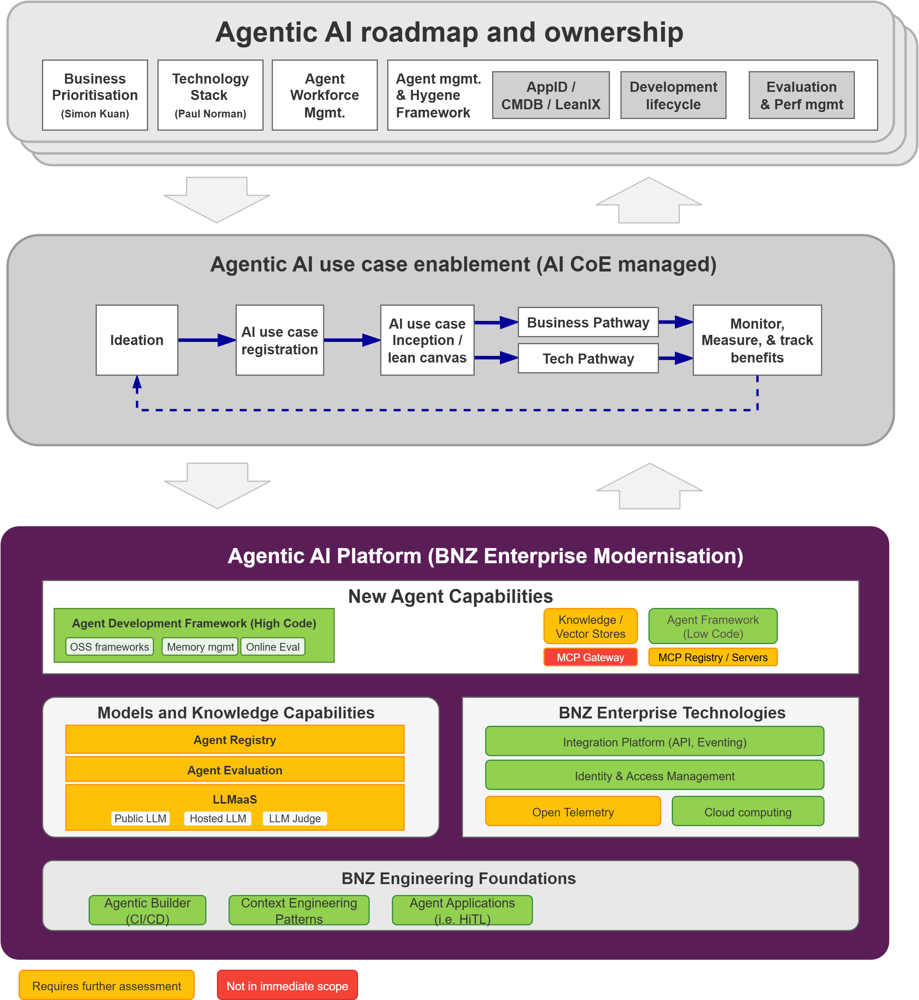 Agentic AI roadmap and ownership
Business
Prioritisation
(Simon Kuan)
Technology
Stack
(Paul Norman)
Agent
Workforce
Mgmt.
Agent mgmt.
& Hygene
Framework
AppID /
CMDB / LeanIX
Development
lifecycle
Evaluation
& Perf mgmt
Agentic AI use case enablement (AI CoE managed)
Ideation
AI use case
registration
AI use case
Inception /
lean canvas
Business Pathway
Tech Pathway
Monitor,
Measure, & track
benefits
Agentic AI Platform (BNZ Enterprise Modernisation)
New Agent Capabilities
Agent Development Framework (High Code)
OSS frameworks
Memory mgmt
Online Eval
Knowledge /
Vector Stores
Agent Framework
(Low Code)
MCP Gateway
MCP Registry / Servers
Models and Knowledge Capabilities
Agent Registry
Agent Evaluation
LLMaaS
Public LLM
Hosted LLM
LLM Judge
BNZ Enterprise Technologies
Integration Platform (API, Eventing)
Identity & Access Management
Open Telemetry
Cloud computing
BNZ Engineering Foundations
Agentic Builder
(CI/CD)
Context Engineering
Patterns
Agent Applications
(i.e. HiTL)
Requires further assessment
Not in immediate scope